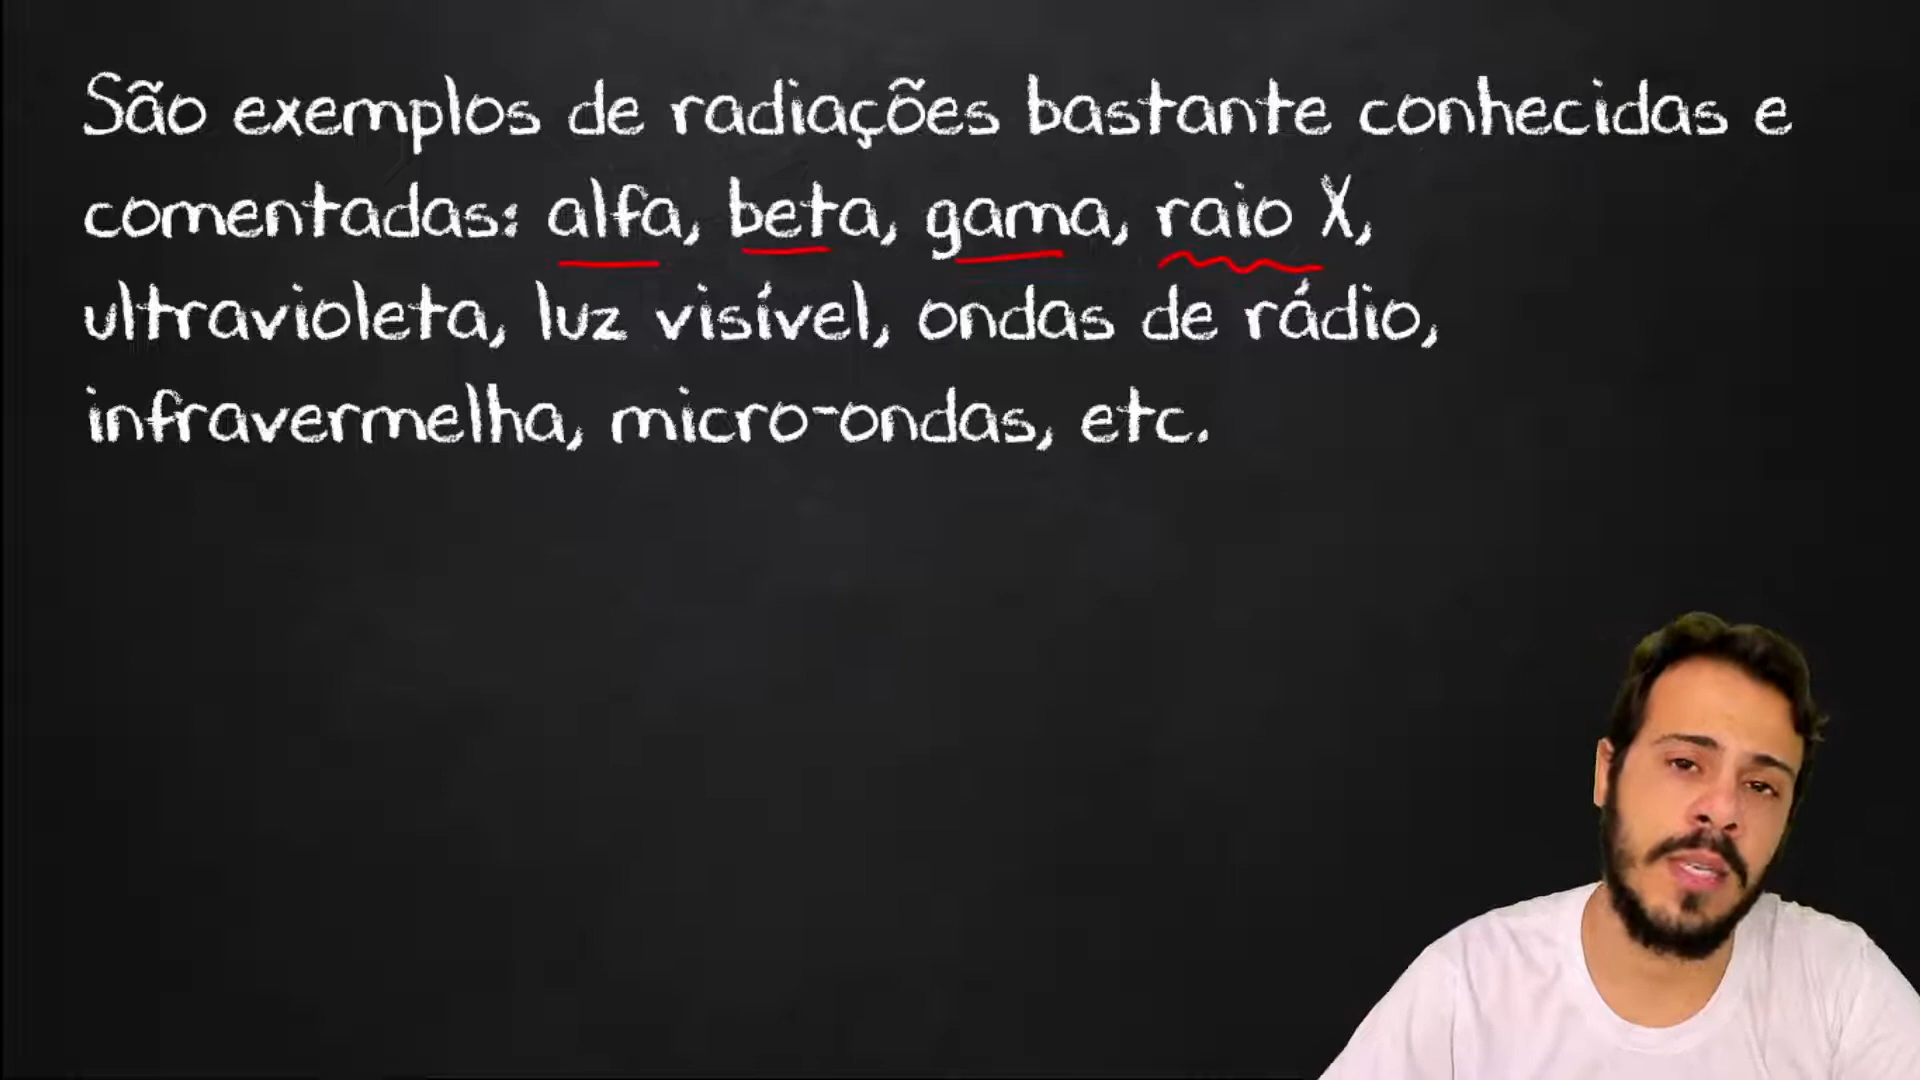 São exemplos de radiações bastante conhecidas e
comentadas: alfa, beta, gama, raio X,
ultravioleta, luz visível, ondas de rádio,
infravermelha, micro-ondas, etc.